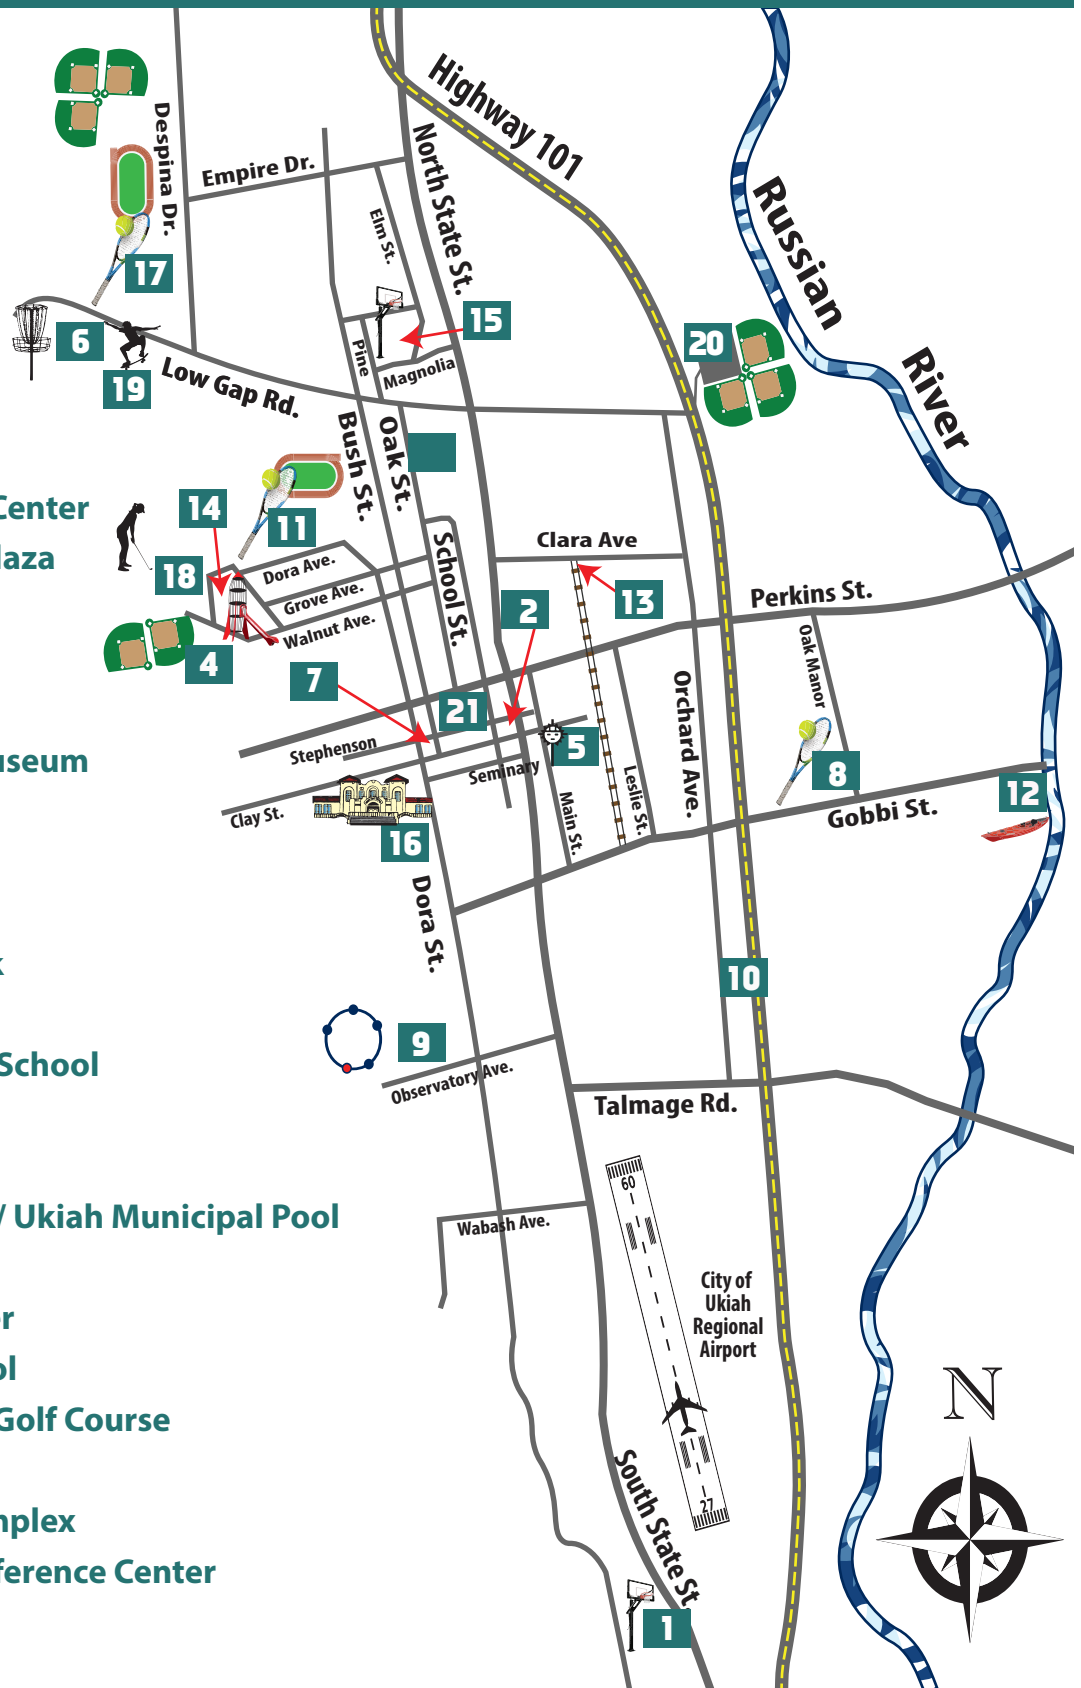 Highway 101
Despina Dr.
Empire Dr.
North State St.
Elm St.
Russian
River
17
15
6
19
Pine
Magnolia
20
Low Gap Rd.
Bush St.
Oak St.
Center
laza
14
11
18
Dora Ave.
Grove Ave.
Walnut Ave.
School St.
Clara Ave
13
2
Perkins St.
Oak Manor
4
7
21
5
Orchard Ave.
useum
Stephenson
Seminary
Clay St.
Main St.
Leslie St.
8
12
Gobbi St.
16
Dora St.
k
10
9
School
Observatory Ave.
Talmage Rd.
60
/ Ukiah Municipal Pool
Wabash Ave.
City of
Ukiah
Regional
Airport
er
ol
Golf Course
N
27
South State St
nplex
ference Center
1